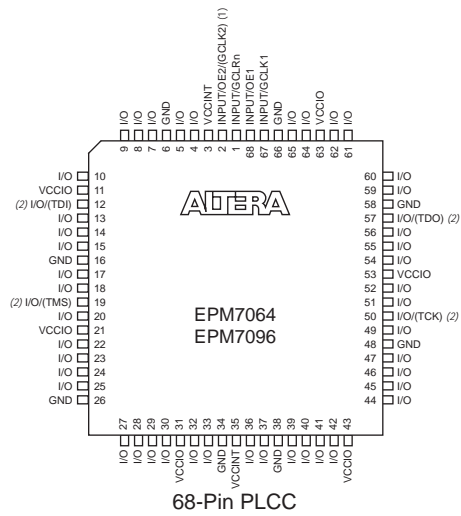 I/O
I/O
I/O
GND
I/O
I/O
VCCINT
INPUT/OE2/(GCLK2) (1)
INPUT/GCLRn
INPUT/OE1
INPUT/GCLK1
GND
I/O
I/O
VCCIO
I/O
I/O
9 8 7 6 5 4 3 2 1 68 67 66 65 64 63 62 61
I/O 10
VCCIO 11
(2) I/O/(TDI) 12
I/O 13
I/O 14
I/O 15
GND 16
I/O 17
I/O 18
(2) I/O/(TMS) 19
I/O 20
VCCIO 21
I/O 22
I/O 23
I/O 24
I/O 25
GND 26
ALTERA
EPM7064
EPM7096
60 I/O
59 I/O
58 GND
57 I/O/(TDO) (2)
56 I/O
55 I/O
54 I/O
53 VCCIO
52 I/O
51 I/O
50 I/O/(TCK) (2)
49 I/O
48 GND
47 I/O
46 I/O
45 I/O
44 I/O
27 28 29 30 31 32 33 34 35 36 37 38 39 40 41 42 43
I/O
I/O
I/O
I/O
VCCIO
I/O
I/O
GND
VCCINT
I/O
I/O
GND
I/O
I/O
I/O
I/O
VCCIO
68-Pin PLCC